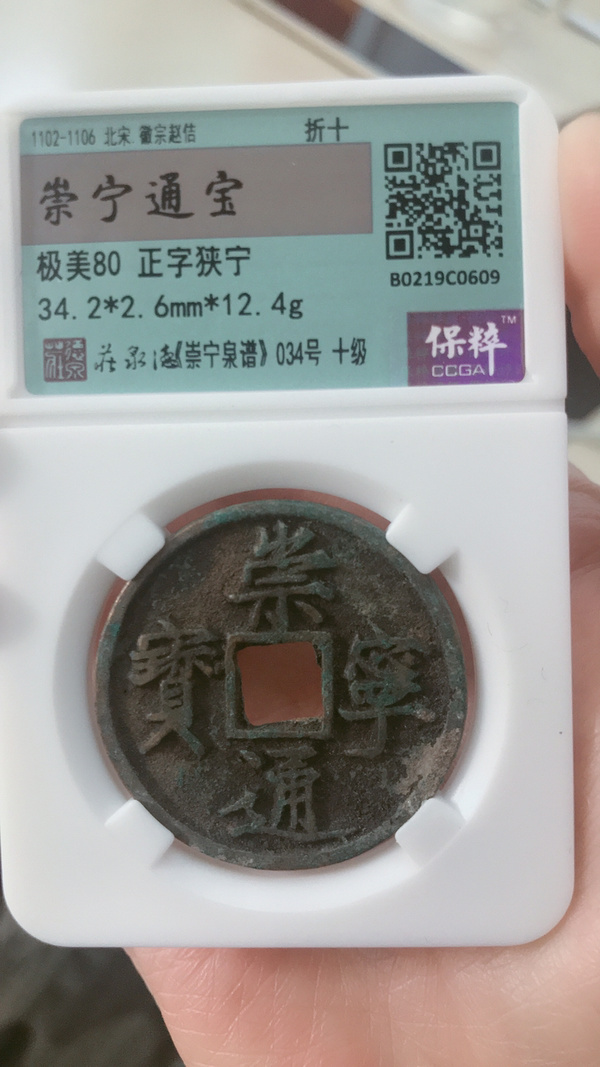 1102-1106 北宋.徽宗赵佶 折十
崇宁通宝
极美80 正字狭宁
B0219C0609
34.2*2.6mm*12.4g
《崇宁泉谱》034号 十级
保粹™
CCGA
崇
寶 寧
通